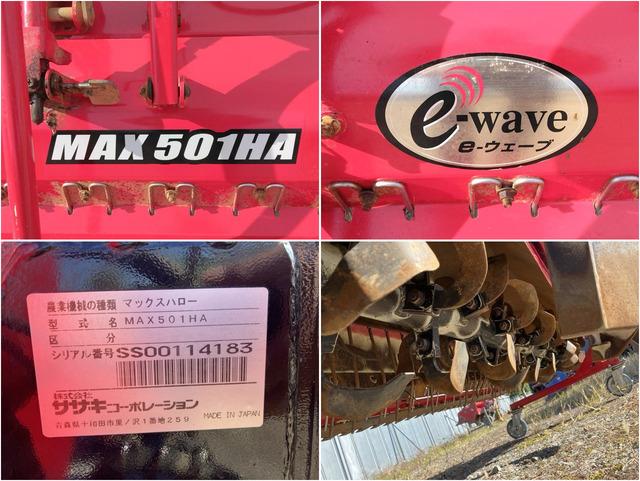 MAX 501HA
e-wave
e-ウェーブ
農業機械の種類 マックスハロー
型式名 MAX501HA
区分
シリアル番号 SS00114183
株式会社
ササキコーポレーション
MADE IN JAPAN
青森県十和田市里ノ沢1番地259